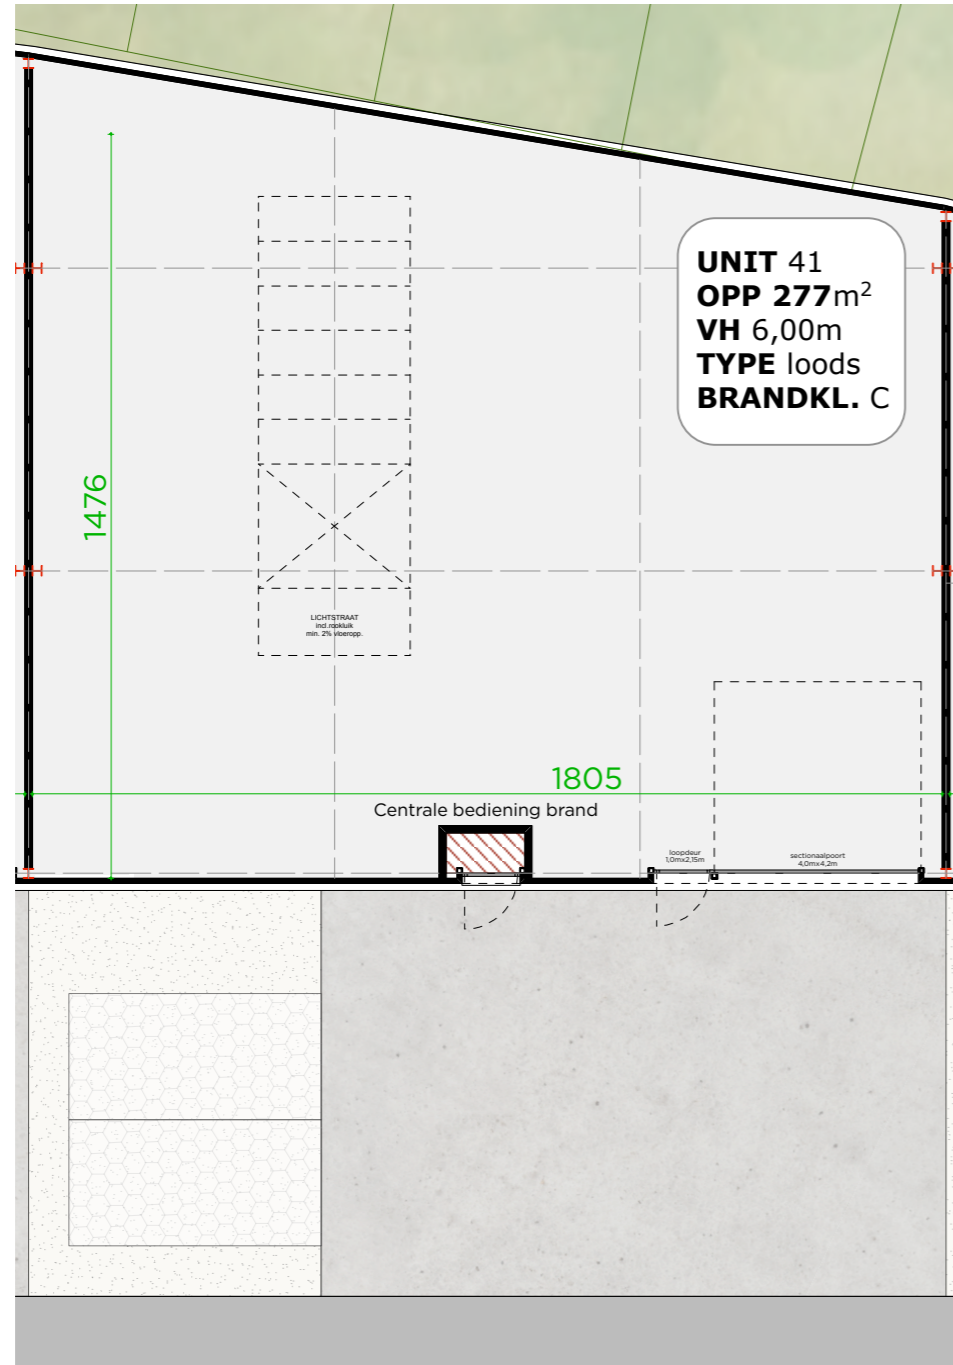 UNIT 41
OPP 277m²
VH 6,00m
TYPE loods
BRANDKL. C
1476
LICHTSTRAAT
incl.rookluik
min. 2% vloeropp.
1805
Centrale bediening brand
loopdeur
1,0mx2,15m
sectionaalpoort
4,0mx4,2m